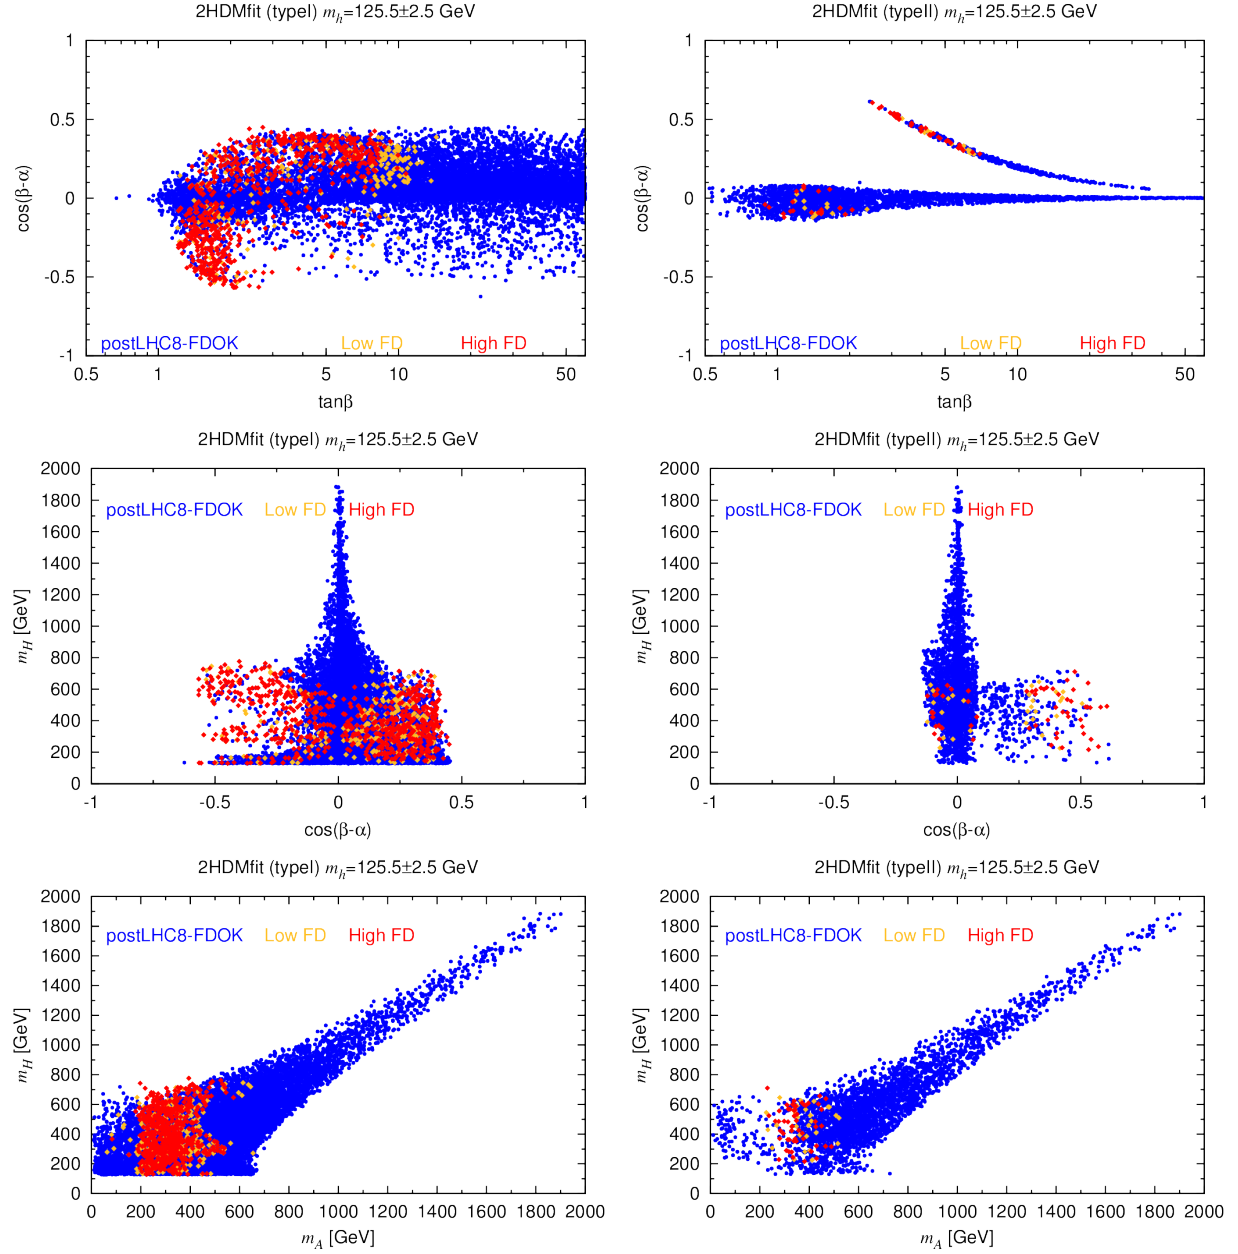 2HDMfit (typeI) m_h=125.5±2.5 GeV
1
0.5
0
-0.5
-1
cos(β-α)
postLHC8-FDOK Low FD High FD
0.5 1 5 10 50
tanβ
2HDMfit (typeII) m_h=125.5±2.5 GeV
1
0.5
0
-0.5
-1
cos(β-α)
postLHC8-FDOK Low FD High FD
0.5 1 5 10 50
tanβ
2HDMfit (typeI) m_h=125.5±2.5 GeV
2000
1800
1600
1400
1200
1000
800
600
400
200
0
m_H [GeV]
postLHC8-FDOK Low FD High FD
-1 -0.5 0 0.5 1
cos(β-α)
2HDMfit (typeII) m_h=125.5±2.5 GeV
2000
1800
1600
1400
1200
1000
800
600
400
200
0
m_H [GeV]
postLHC8-FDOK Low FD High FD
-1 -0.5 0 0.5 1
cos(β-α)
2HDMfit (typeI) m_h=125.5±2.5 GeV
2000
1800
1600
1400
1200
1000
800
600
400
200
0
m_H [GeV]
postLHC8-FDOK Low FD High FD
0 200 400 600 800 1000 1200 1400 1600 1800 2000
m_A [GeV]
2HDMfit (typeII) m_h=125.5±2.5 GeV
2000
1800
1600
1400
1200
1000
800
600
400
200
0
m_H [GeV]
postLHC8-FDOK Low FD High FD
0 200 400 600 800 1000 1200 1400 1600 1800 2000
m_A [GeV]